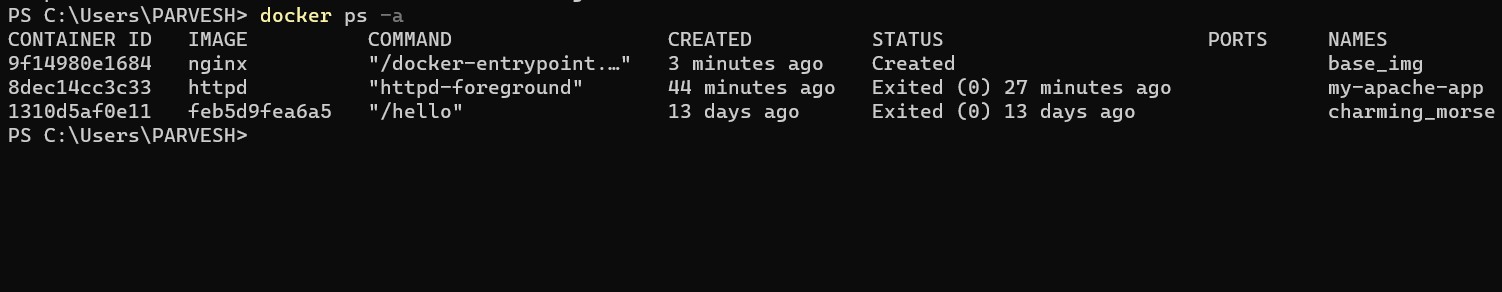 PS C:\Users\PARVESH> docker ps -a
CONTAINER ID   IMAGE          COMMAND                  CREATED          STATUS                      PORTS     NAMES
9f14980e1684   nginx          "/docker-entrypoint.…"   3 minutes ago    Created                               base_img
8dec14cc3c33   httpd          "httpd-foreground"       44 minutes ago   Exited (0) 27 minutes ago             my-apache-app
1310d5af0e11   feb5d9fea6a5   "/hello"                 13 days ago      Exited (0) 13 days ago                charming_morse
PS C:\Users\PARVESH>